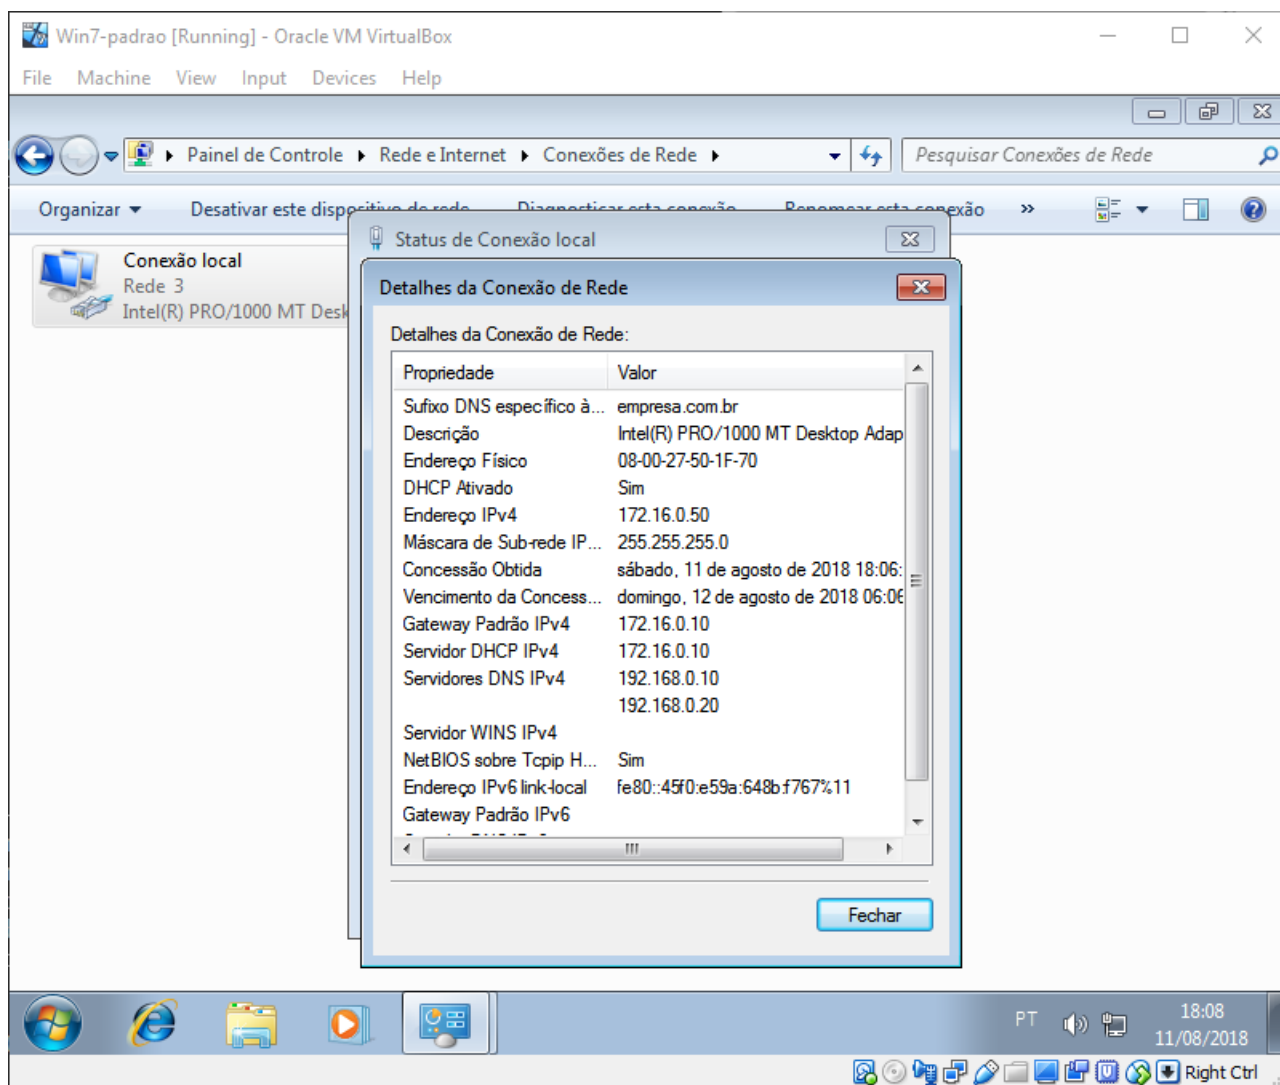 Win7-padrao [Running] - Oracle VM VirtualBox
File Machine View Input Devices Help
Painel de Controle Rede e Internet Conexões de Rede Pesquisar Conexões de Rede
Organizar Desativar este dispositivo de rede Diagnosticar esta conexão Renomear esta conexão »
Conexão local
Rede 3
Intel(R) PRO/1000 MT Desk
Status de Conexão local
Detalhes da Conexão de Rede
Detalhes da Conexão de Rede:
Propriedade Valor
Sufixo DNS específico à... empresa.com.br
Descrição Intel(R) PRO/1000 MT Desktop Adap
Endereço Físico 08-00-27-50-1F-70
DHCP Ativado Sim
Endereço IPv4 172.16.0.50
Máscara de Sub-rede IP... 255.255.255.0
Concessão Obtida sábado, 11 de agosto de 2018 18:06:
Vencimento da Concess... domingo, 12 de agosto de 2018 06:06
Gateway Padrão IPv4 172.16.0.10
Servidor DHCP IPv4 172.16.0.10
Servidores DNS IPv4 192.168.0.10
192.168.0.20
Servidor WINS IPv4
NetBIOS sobre Tcpip H... Sim
Endereço IPv6 link-local fe80::45f0:e59a:648b:f767%11
Gateway Padrão IPv6
Fechar
PT 18:08
11/08/2018
Right Ctrl